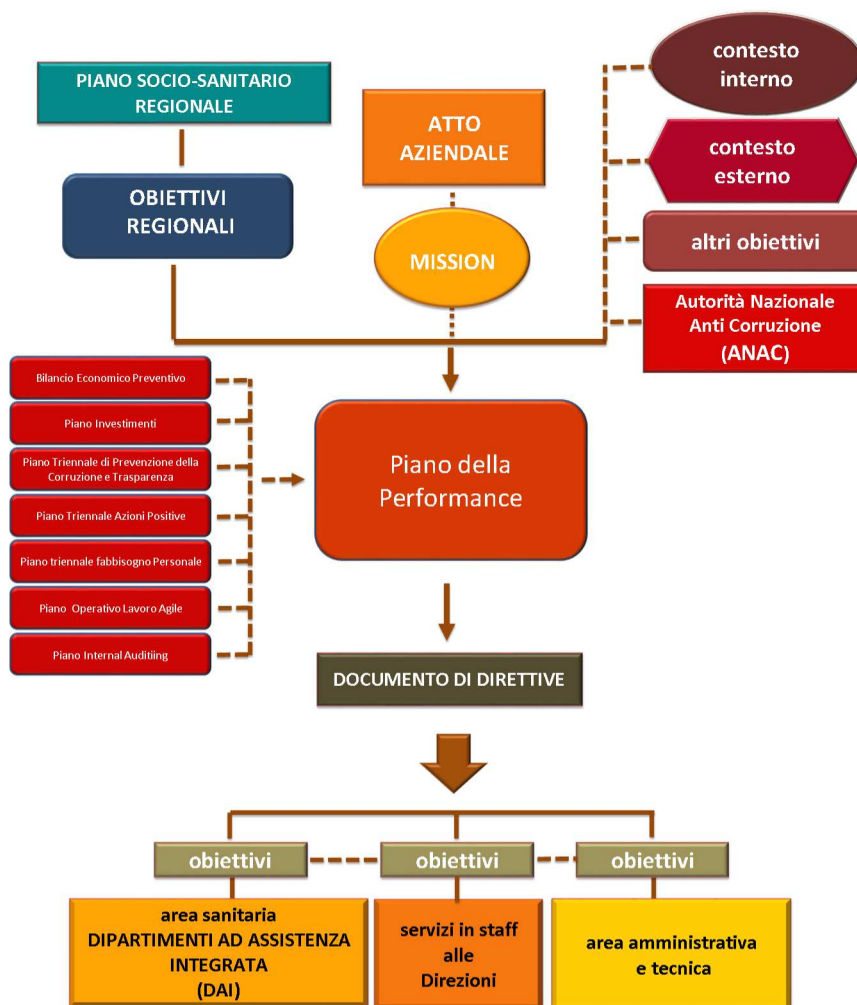 PIANO SOCIO-SANITARIO
REGIONALE
OBIETTIVI
REGIONALI
ATTO
AZIENDALE
MISSION
contesto
interno
contesto
esterno
altri obiettivi
Autorità Nazionale
Anti Corruzione
(ANAC)
Bilancio Economico Preventivo
Piano Investimenti
Piano Triennale di Prevenzione della
Corruzione e Trasparenza
Piano Triennale Azioni Positive
Piano triennale fabbisogno Personale
Piano Operativo Lavoro Agile
Piano Internal Auditiing
Piano della
Performance
DOCUMENTO DI DIRETTIVE
obiettivi
obiettivi
obiettivi
area sanitaria
DIPARTIMENTI AD ASSISTENZA
INTEGRATA
(DAI)
servizi in staff
alle
Direzioni
area amministrativa
e tecnica